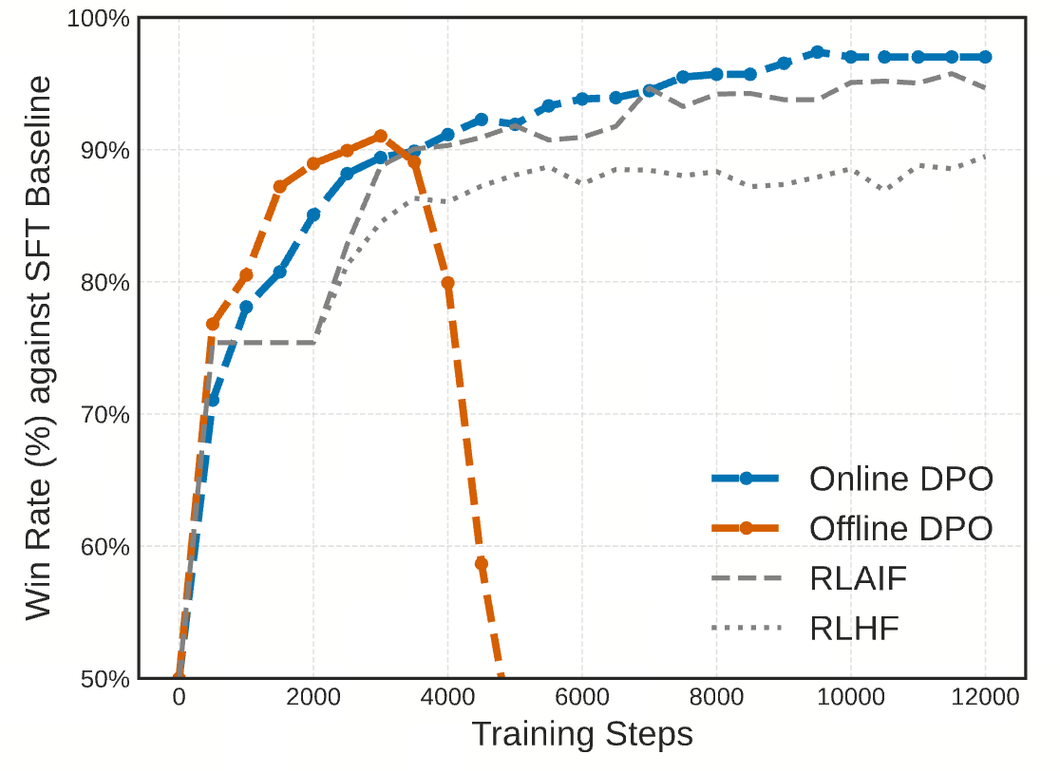 100%
90%
80%
70%
60%
50%
Win Rate (%) against SFT Baseline
Online DPO
Offline DPO
RLAIF
RLHF
0 2000 4000 6000 8000 10000 12000
Training Steps